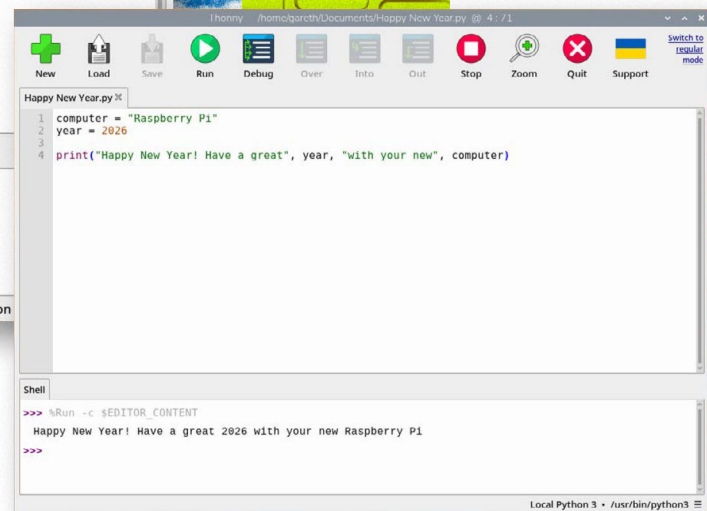 Thonny /home/gareth/Documents/Happy New Year.py @ 4 : 71
New Load Save Run Debug Over Into Out Stop Zoom Quit Support
Switch to
regular
mode
Happy New Year.py
1 computer = "Raspberry Pi"
2 year = 2026
3
4 print("Happy New Year! Have a great", year, "with your new", computer)
on
Shell
>>> %Run -c $EDITOR_CONTENT
Happy New Year! Have a great 2026 with your new Raspberry Pi
>>>
Local Python 3 • /usr/bin/python3 ☰